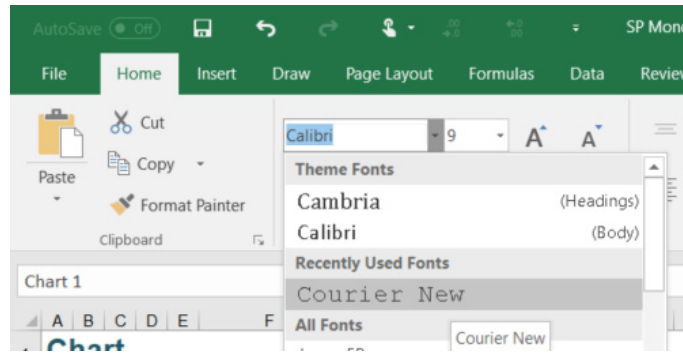 AutoSave Off SP Mon
File Home Insert Draw Page Layout Formulas Data Review
Cut
Calibri 9 A A
Copy
Theme Fonts
Paste
Format Painter
Cambria (Headings)
Calibri (Body)
Clipboard
Recently Used Fonts
Chart 1
Courier New
A B C D E F
All Fonts
Courier New
1 Chart